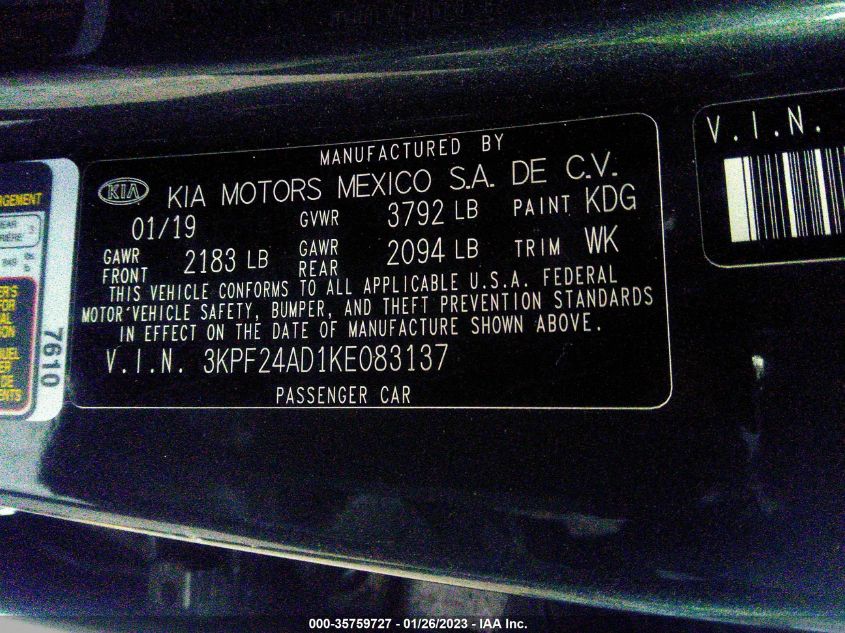 MANUFACTURED BY
KIA KIA MOTORS MEXICO S.A. DE C.V.
01/19 GVWR 3792 LB PAINT KDG
GAWR FRONT 2183 LB GAWR REAR 2094 LB TRIM WK
THIS VEHICLE CONFORMS TO ALL APPLICABLE U.S.A. FEDERAL
MOTOR VEHICLE SAFETY, BUMPER, AND THEFT PREVENTION STANDARDS
IN EFFECT ON THE DATE OF MANUFACTURE SHOWN ABOVE.
V.I.N. 3KPF24AD1KE083137
PASSENGER CAR
V.I.N.
7610
000-35759727 - 01/26/2023 - IAA Inc.